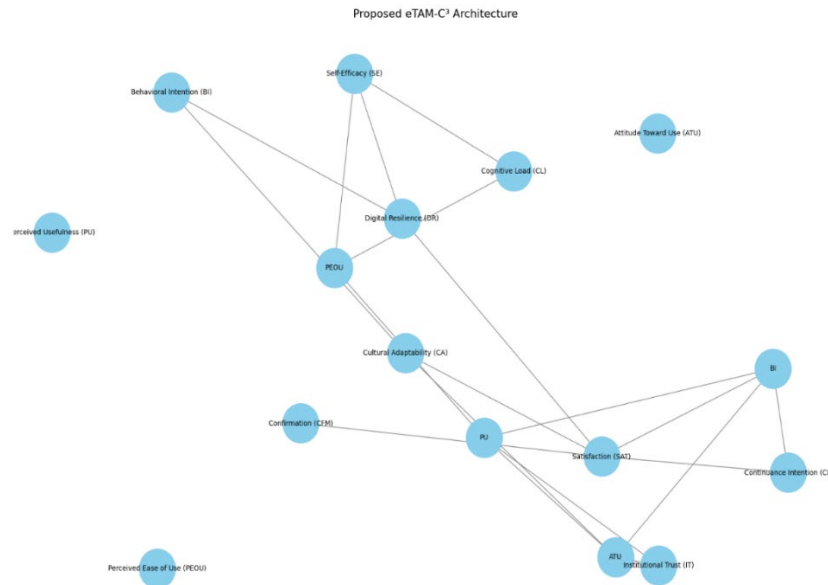 Proposed eTAM-C³ Architecture
Self-Efficacy (SE)
Behavioral Intention (BI)
Attitude Toward Use (ATU)
Cognitive Load (CL)
Digital Resilience (DR)
erceived Usefulness (PU)
PEOU
Cultural Adaptability (CA)
BI
Confirmation (CFM)
PU
Satisfaction (SAT)
Continuance Intention (CI
ATU
Institutional Trust (IT)
Perceived Ease of Use (PEOU)